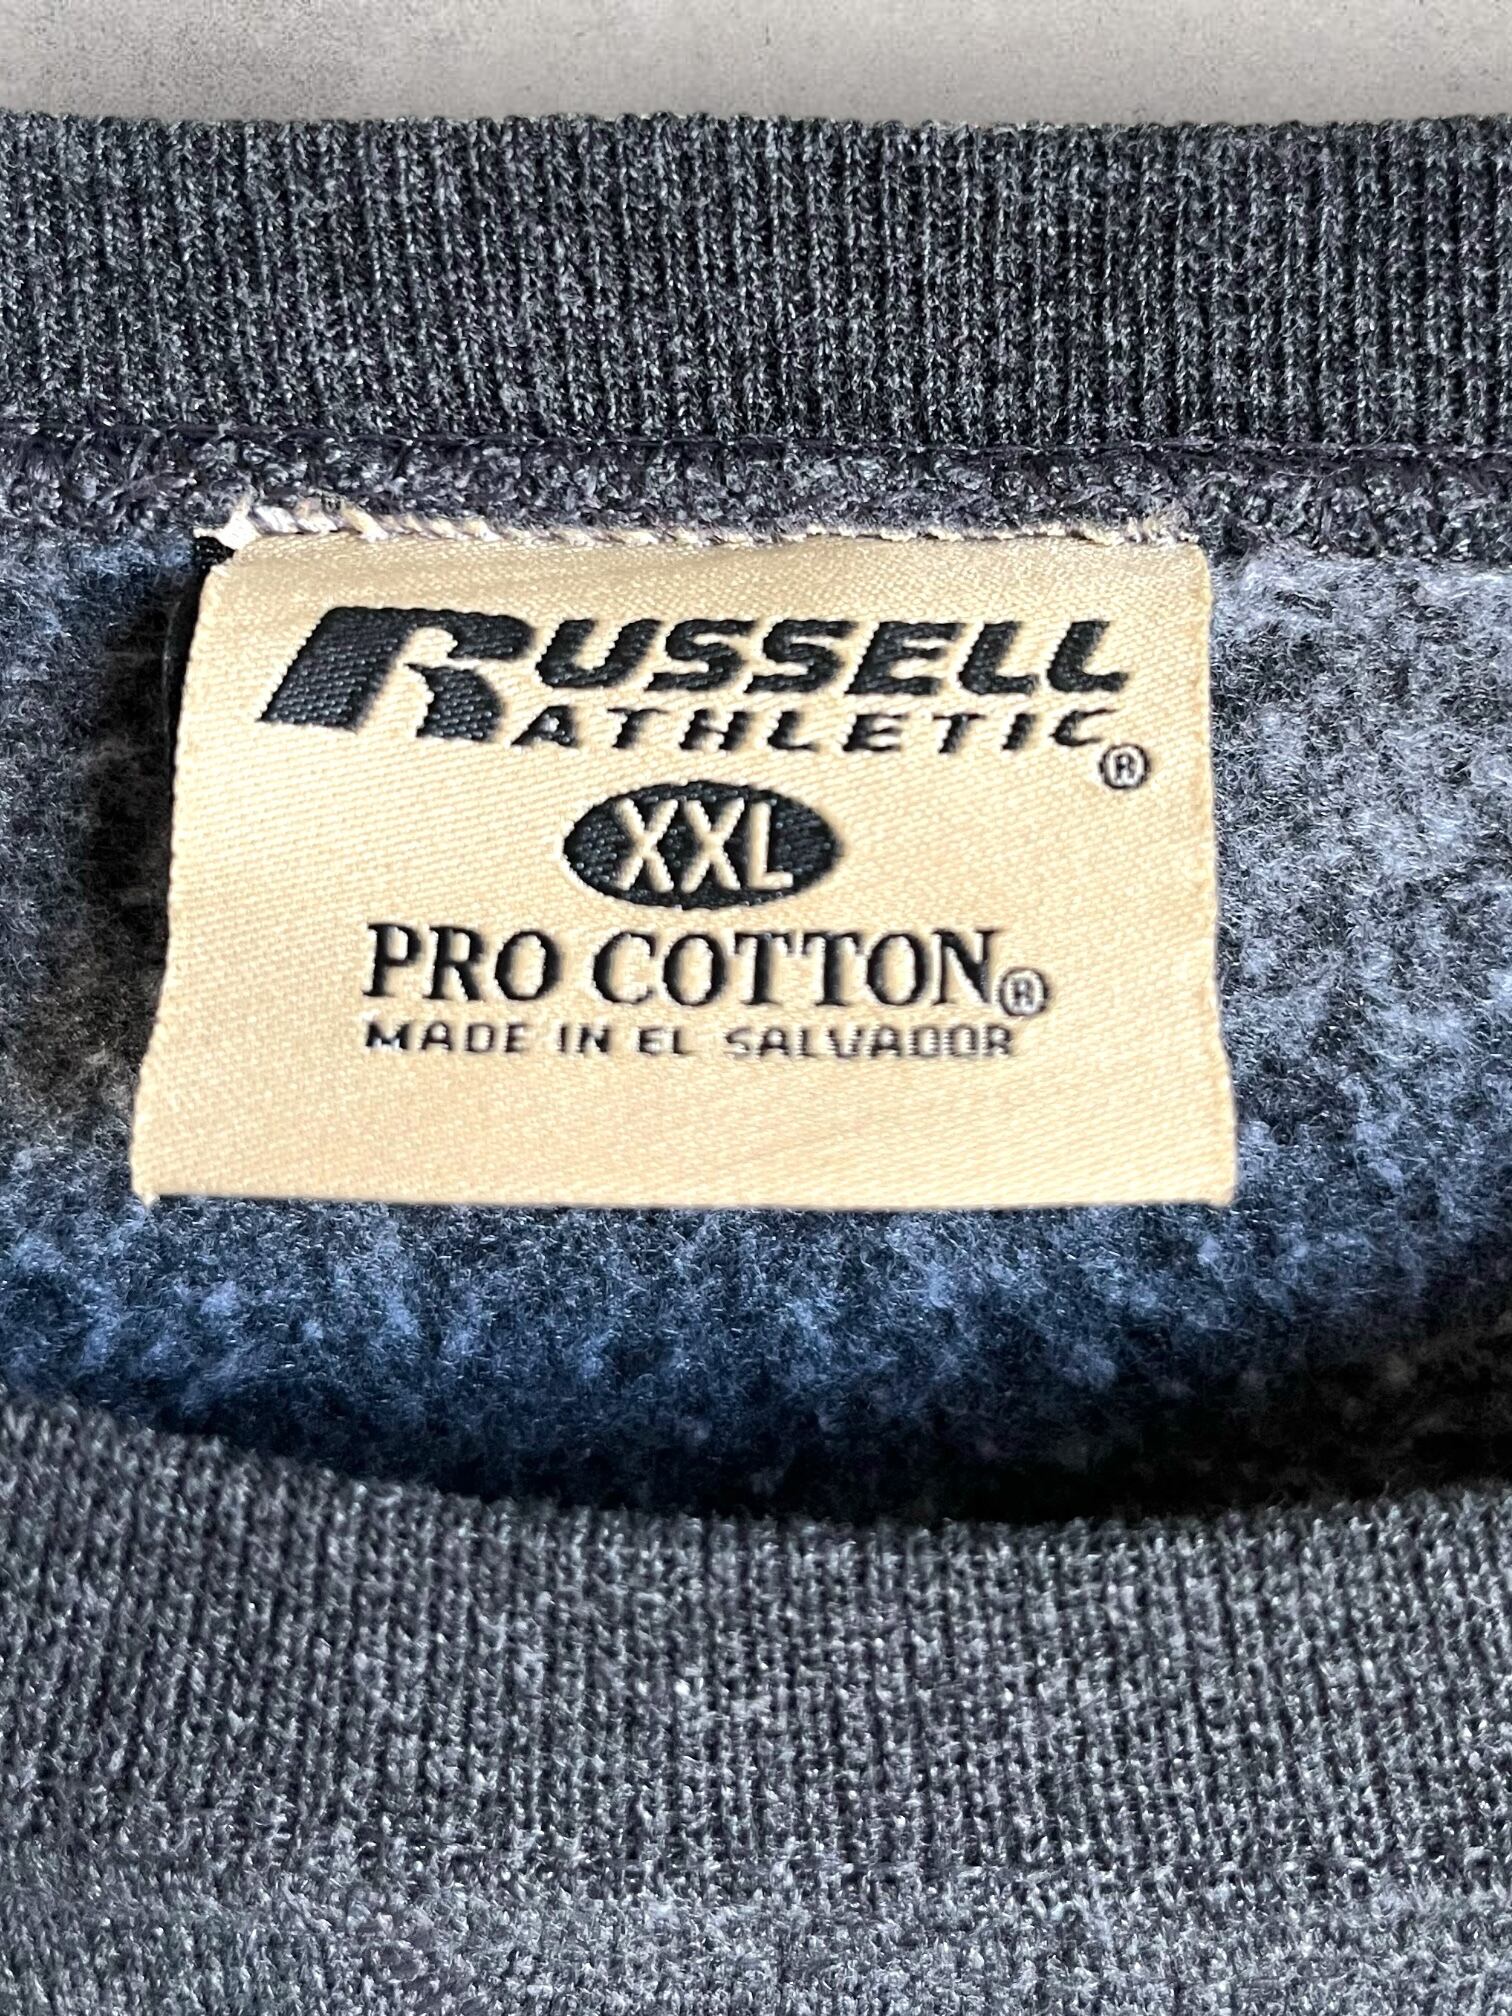 RUSSELL
ATHLETIC®
XXL
PRO COTTON®
MADE IN EL SALVADOR